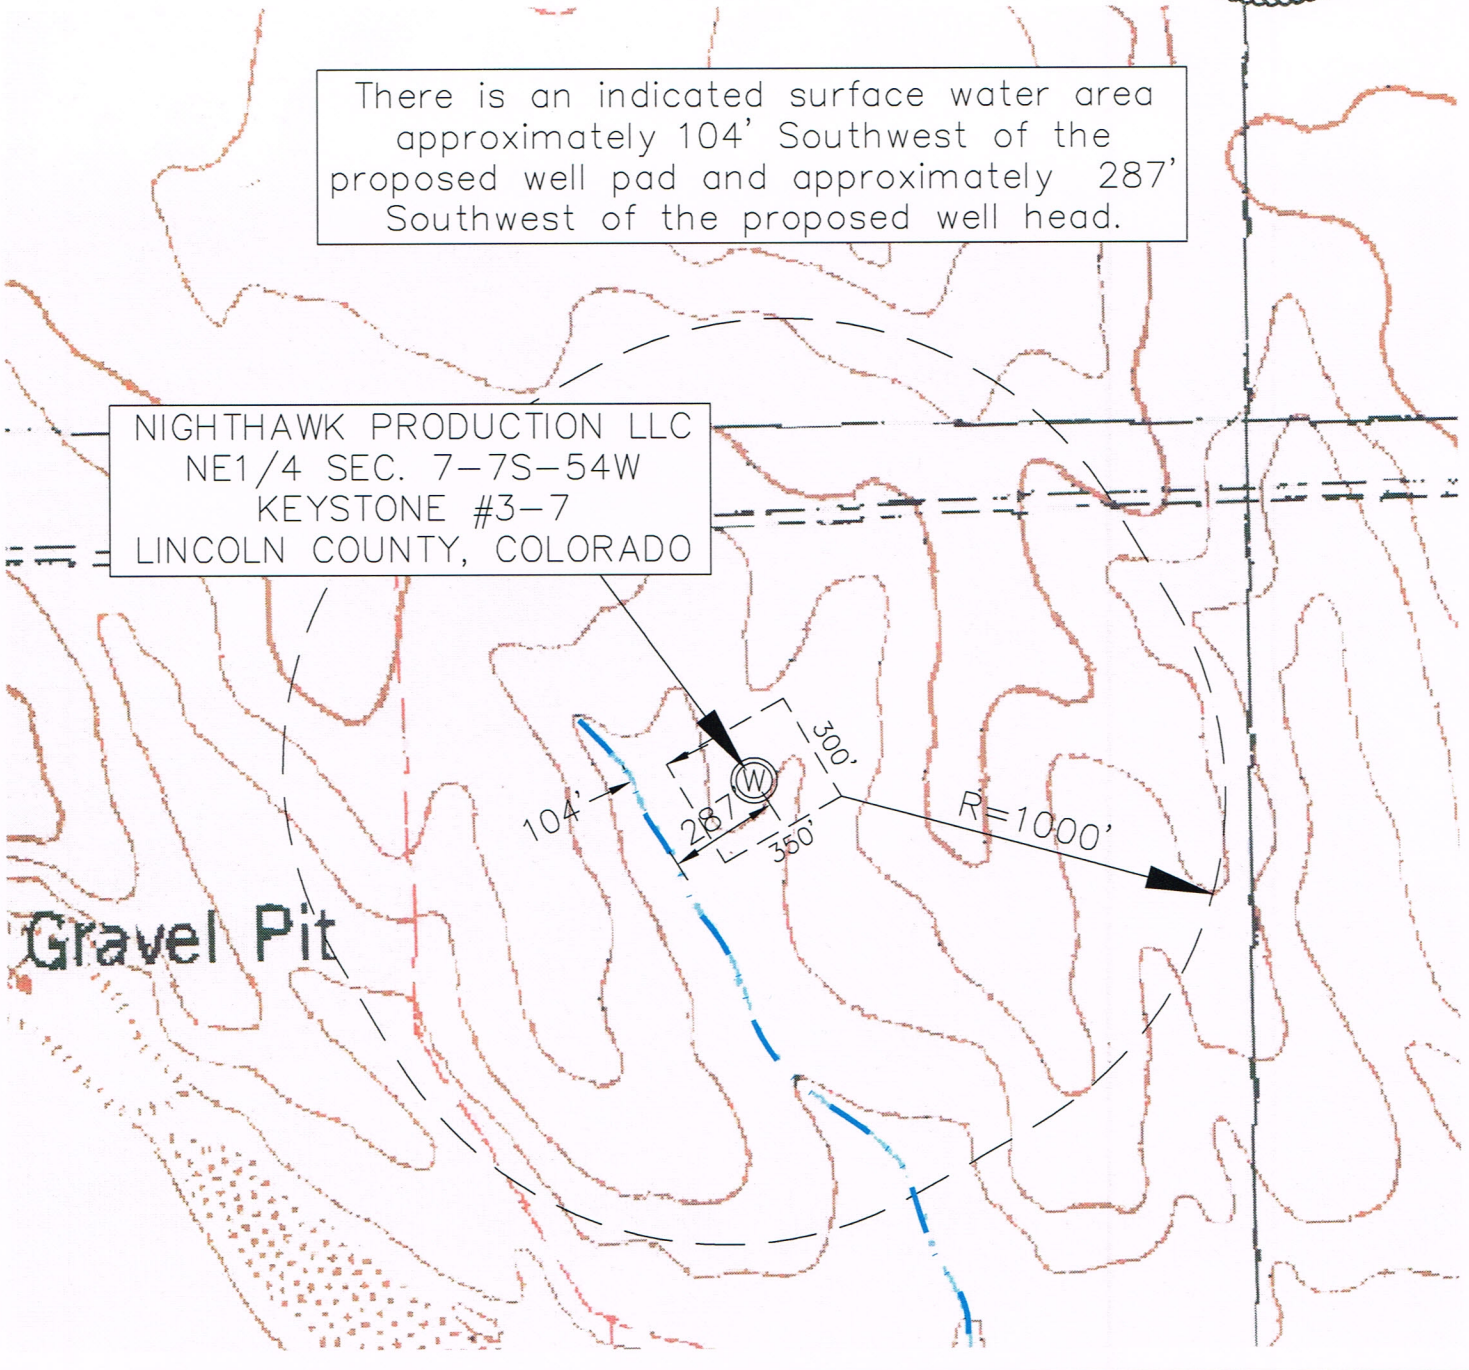 There is an indicated surface water area
approximately 104' Southwest of the
proposed well pad and approximately 287'
Southwest of the proposed well head.
NIGHTHAWK PRODUCTION LLC
NE1/4 SEC. 7-7S-54W
KEYSTONE #3-7
LINCOLN COUNTY, COLORADO
300'
W
104'
287'
350'
R=1000'
Gravel Pit